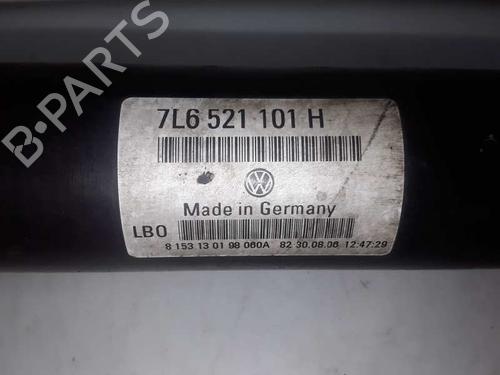 7L6 521 101 H
Made in Germany
LBO
8 153 13 01 98 060A 82 30.08.06 12:47:29
B-PARTS